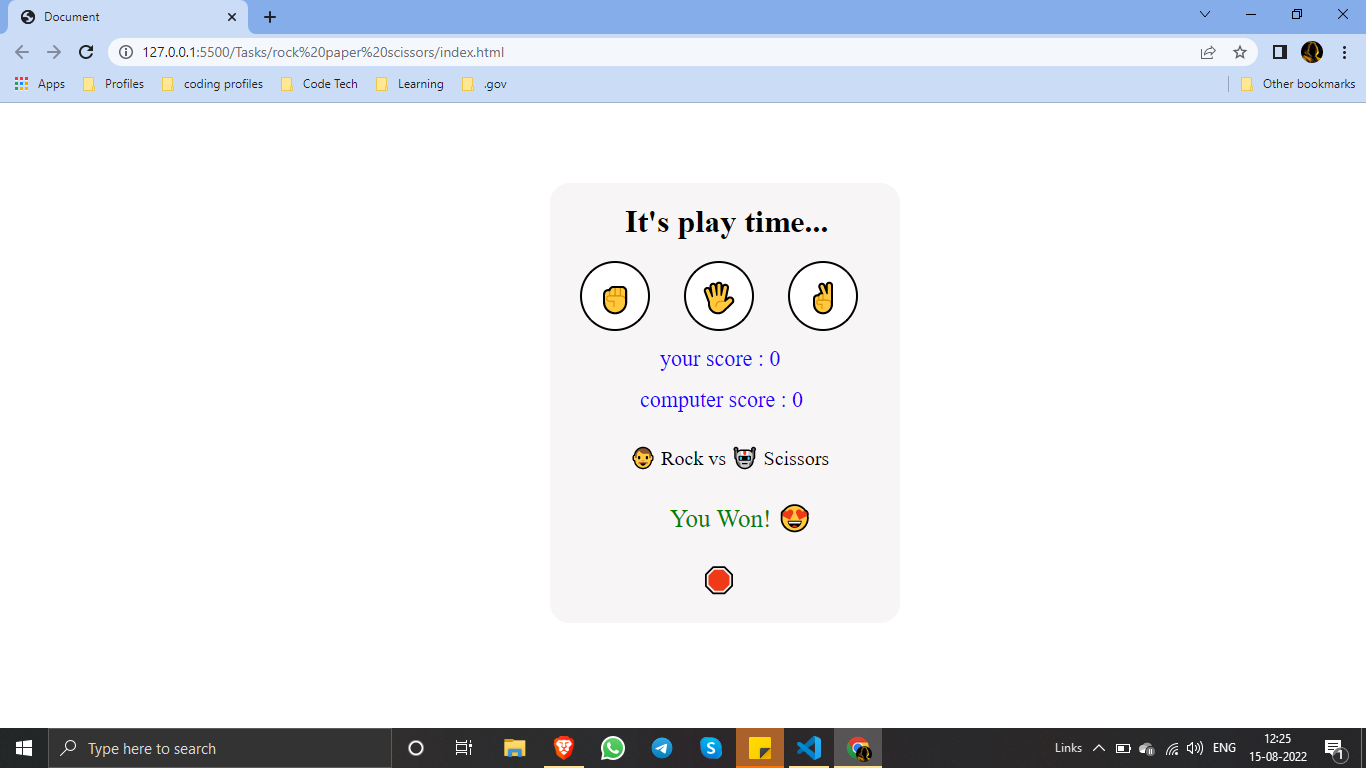 Document
127.0.0.1:5500/Tasks/rock%20paper%20scissors/index.html
Apps Profiles coding profiles Code Tech Learning .gov Other bookmarks
It's play time...
your score : 0
computer score : 0
👨 Rock vs 🤖 Scissors
You Won! 😍
Type here to search
Links ENG 12:25
15-08-2022 1